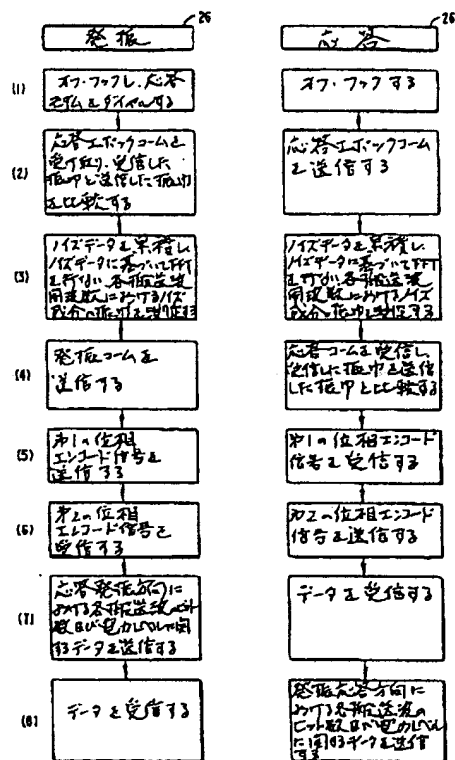 26
26
発振
応答
(1)
オフ・フックし、応答
モデムをダイヤルする
オフ・フックする
(2)
応答エポックコームを
受け取り、受信した
振巾と送信した振巾
を比較する
応答エポックコーム
を送信する
(3)
ノイズデータを累積し
ノイズデータに基づいてFFT
を行ない、各搬送波
周波数におけるノイズ
成分の振巾を測定する
ノイズデータを累積し
ノイズデータに基づいてFFT
を行ない、各搬送波
周波数におけるノイズ
成分の振巾を測定する
(4)
発振コームを
送信する
応答コームを受信し
受信した振巾を送信
した振巾と比較する
(5)
第1の位相
エンコード信号を
送信する
第1の位相エンコード
信号を受信する
(6)
第2の位相
エンコード信号を
受信する
第2の位相エンコード
信号を送信する
(7)
応答発振方向に
おける各搬送波のビット
数及び電力レベルに関
するデータを送信する
データを受信する
(8)
データを受信する
発振応答方向に
おける各搬送波の
ビット数及び電力レベル
に関するデータを送信
する